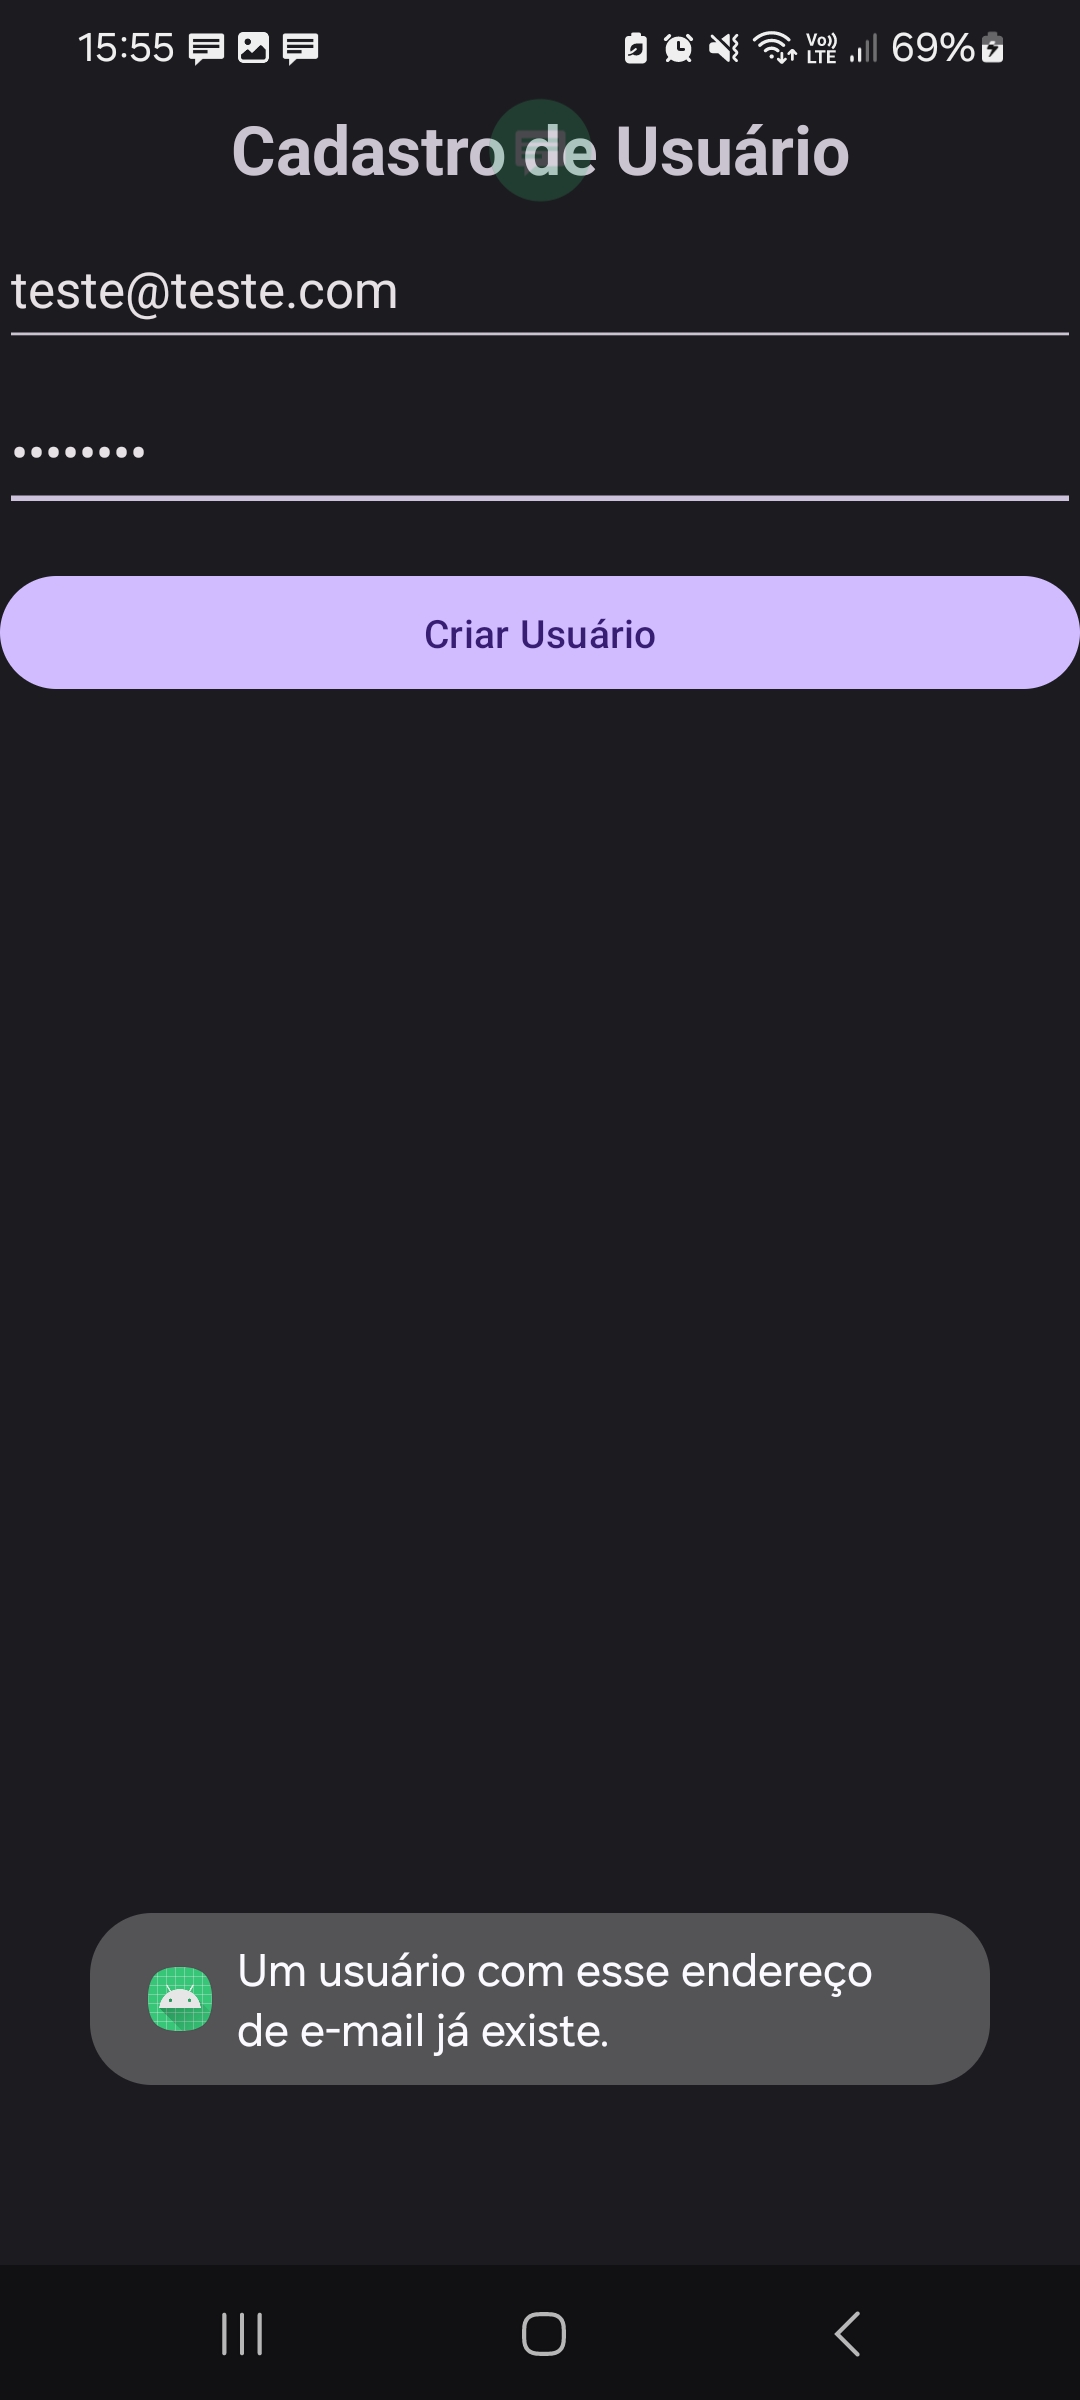 15:55
Vo)) LTE
69%
Cadastro de Usuário
teste@teste.com
••••••••
Criar Usuário
Um usuário com esse endereço
de e-mail já existe.